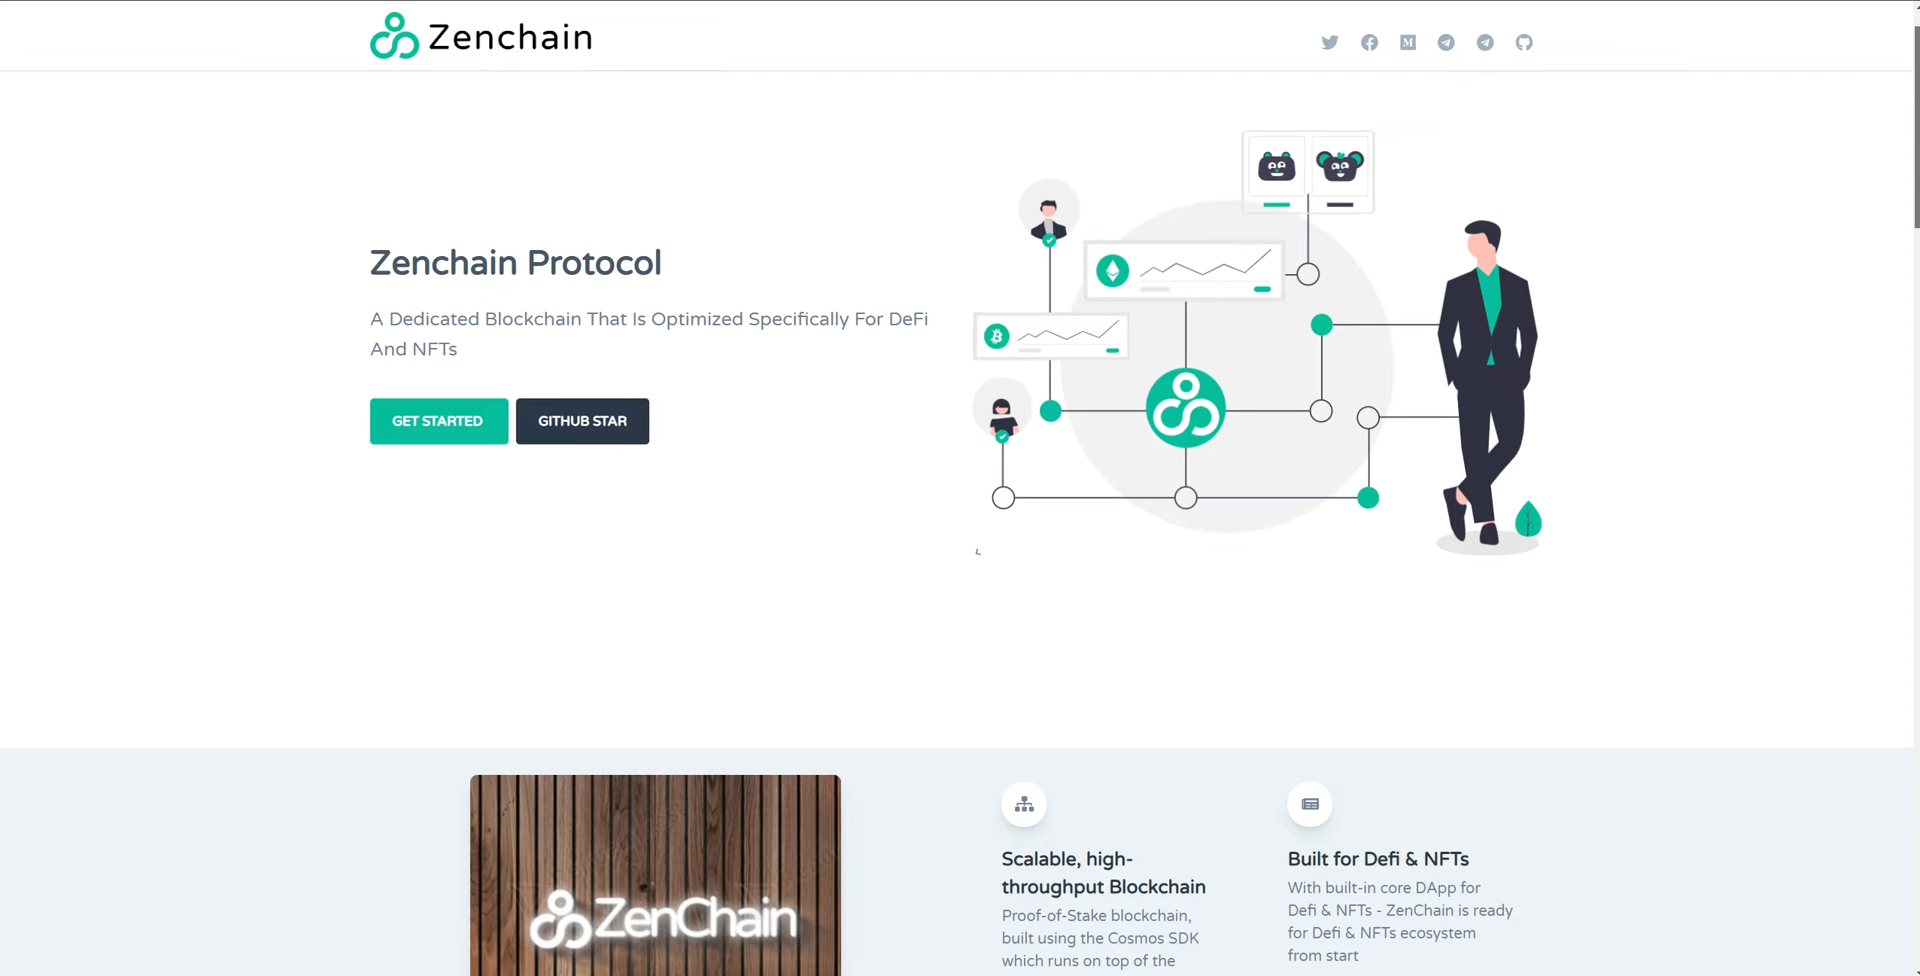 Zenchain
Zenchain Protocol
A Dedicated Blockchain That Is Optimized Specifically For DeFi
And NFTs
GET STARTED
GITHUB STAR
ZenChain
Scalable, high-
throughput Blockchain
Proof-of-Stake blockchain,
built using the Cosmos SDK
which runs on top of the
Built for Defi & NFTs
With built-in core DApp for
Defi & NFTs - ZenChain is ready
for Defi & NFTs ecosystem
from start